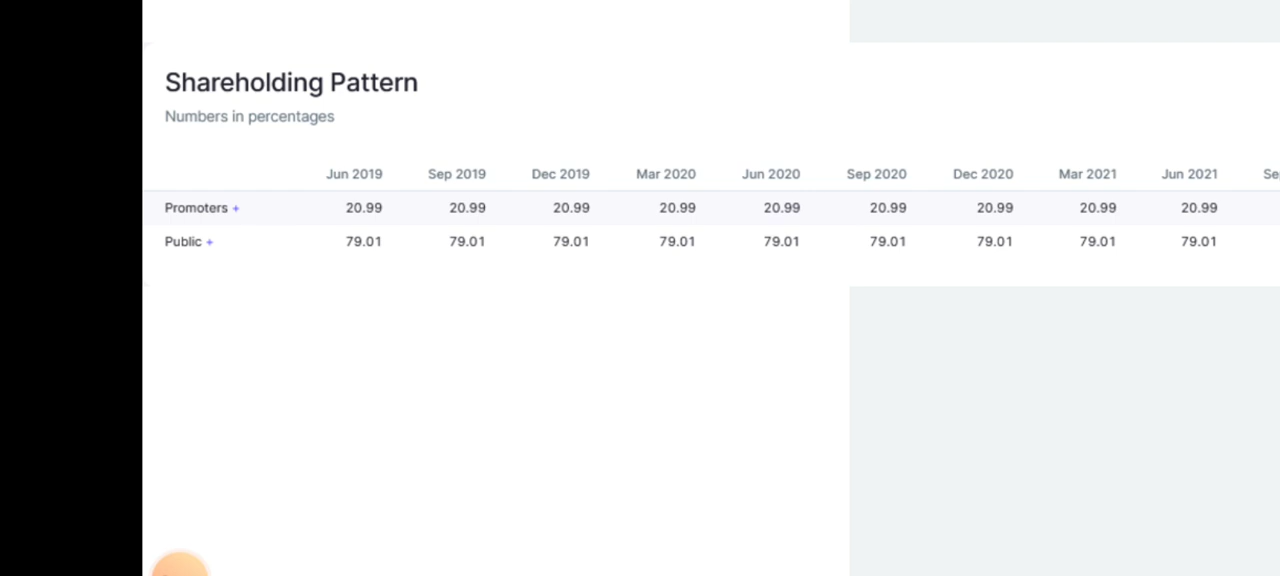 Shareholding Pattern
Numbers in percentages
Jun 2019 Sep 2019 Dec 2019 Mar 2020 Jun 2020 Sep 2020 Dec 2020 Mar 2021 Jun 2021
Promoters + 20.99 20.99 20.99 20.99 20.99 20.99 20.99 20.99 20.99
Public + 79.01 79.01 79.01 79.01 79.01 79.01 79.01 79.01 79.01